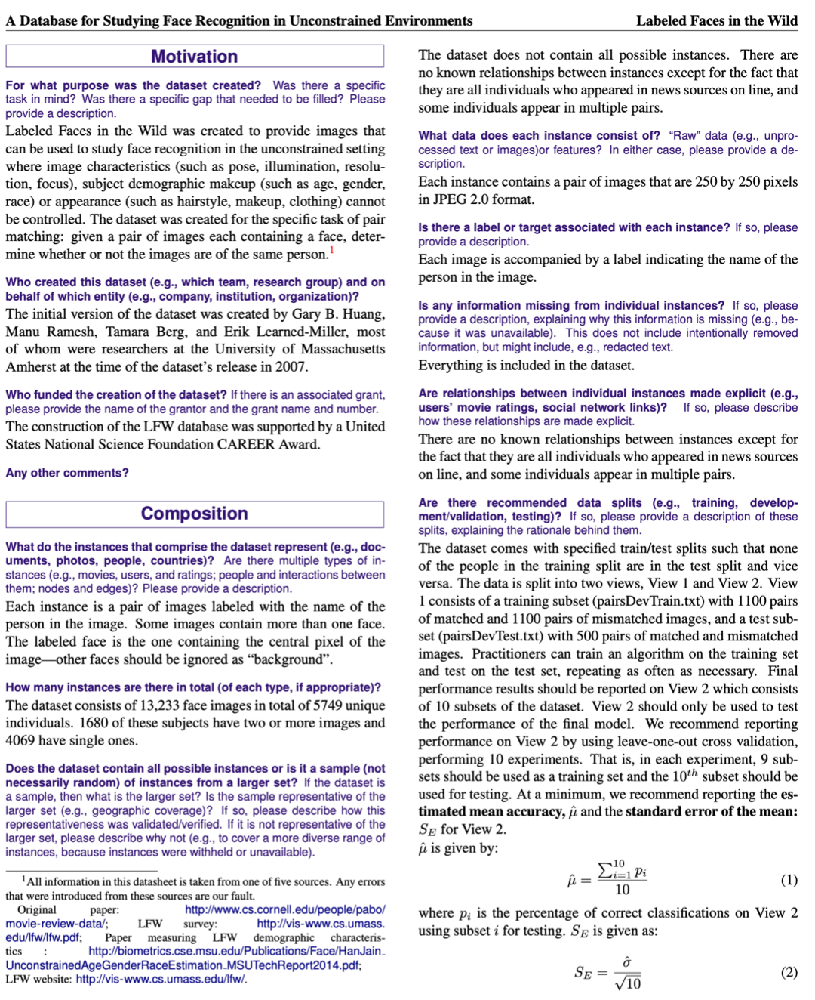 A Database for Studying Face Recognition in Unconstrained Environments
Labeled Faces in the Wild
Motivation
For what purpose was the dataset created? Was there a specific
task in mind? Was there a specific gap that needed to be filled? Please
provide a description.
Labeled Faces in the Wild was created to provide images that
can be used to study face recognition in the unconstrained setting
where image characteristics (such as pose, illumination, resolu-
tion, focus), subject demographic makeup (such as age, gender,
race) or appearance (such as hairstyle, makeup, clothing) cannot
be controlled. The dataset was created for the specific task of pair
matching: given a pair of images each containing a face, deter-
mine whether or not the images are of the same person.1
Who created this dataset (e.g., which team, research group) and on
behalf of which entity (e.g., company, institution, organization)?
The initial version of the dataset was created by Gary B. Huang,
Manu Ramesh, Tamara Berg, and Erik Learned-Miller, most
of whom were researchers at the University of Massachusetts
Amherst at the time of the dataset's release in 2007.
Who funded the creation of the dataset? If there is an associated grant,
please provide the name of the grantor and the grant name and number.
The construction of the LFW database was supported by a United
States National Science Foundation CAREER Award.
Any other comments?
Composition
What do the instances that comprise the dataset represent (e.g., doc-
uments, photos, people, countries)? Are there multiple types of in-
stances (e.g., movies, users, and ratings; people and interactions between
them; nodes and edges)? Please provide a description.
Each instance is a pair of images labeled with the name of the
person in the image. Some images contain more than one face.
The labeled face is the one containing the central pixel of the
image—other faces should be ignored as “background”.
How many instances are there in total (of each type, if appropriate)?
The dataset consists of 13,233 face images in total of 5749 unique
individuals. 1680 of these subjects have two or more images and
4069 have single ones.
Does the dataset contain all possible instances or is it a sample (not
necessarily random) of instances from a larger set? If the dataset is
a sample, then what is the larger set? Is the sample representative of the
larger set (e.g., geographic coverage)? If so, please describe how this
representativeness was validated/verified. If it is not representative of the
larger set, please describe why not (e.g., to cover a more diverse range of
instances, because instances were withheld or unavailable).
1All information in this datasheet is taken from one of five sources. Any errors
that were introduced from these sources are our fault.
Original paper: http://www.cs.cornell.edu/people/pabo/
movie-review-data/; LFW survey: http://vis-www.cs.umass.
edu/lfw/lfw.pdf; Paper measuring LFW demographic characteris-
tics : http://biometrics.cse.msu.edu/Publications/Face/HanJain_
UnconstrainedAgeGenderRaceEstimation_MSUTechReport2014.pdf;
LFW website: http://vis-www.cs.umass.edu/lfw/.
The dataset does not contain all possible instances. There are
no known relationships between instances except for the fact that
they are all individuals who appeared in news sources on line, and
some individuals appear in multiple pairs.
What data does each instance consist of? “Raw” data (e.g., unpro-
cessed text or images)or features? In either case, please provide a de-
scription.
Each instance contains a pair of images that are 250 by 250 pixels
in JPEG 2.0 format.
Is there a label or target associated with each instance? If so, please
provide a description.
Each image is accompanied by a label indicating the name of the
person in the image.
Is any information missing from individual instances? If so, please
provide a description, explaining why this information is missing (e.g., be-
cause it was unavailable). This does not include intentionally removed
information, but might include, e.g., redacted text.
Everything is included in the dataset.
Are relationships between individual instances made explicit (e.g.,
users' movie ratings, social network links)? If so, please describe
how these relationships are made explicit.
There are no known relationships between instances except for
the fact that they are all individuals who appeared in news sources
on line, and some individuals appear in multiple pairs.
Are there recommended data splits (e.g., training, develop-
ment/validation, testing)? If so, please provide a description of these
splits, explaining the rationale behind them.
The dataset comes with specified train/test splits such that none
of the people in the training split are in the test split and vice
versa. The data is split into two views, View 1 and View 2. View
1 consists of a training subset (pairsDevTrain.txt) with 1100 pairs
of matched and 1100 pairs of mismatched images, and a test sub-
set (pairsDevTest.txt) with 500 pairs of matched and mismatched
images. Practitioners can train an algorithm on the training set
and test on the test set, repeating as often as necessary. Final
performance results should be reported on View 2 which consists
of 10 subsets of the dataset. View 2 should only be used to test
the performance of the final model. We recommend reporting
performance on View 2 by using leave-one-out cross validation,
performing 10 experiments. That is, in each experiment, 9 sub-
sets should be used as a training set and the 10th subset should be
used for testing. At a minimum, we recommend reporting the es-
timated mean accuracy, μ̂ and the standard error of the mean:
SE for View 2.
μ̂ is given by:
μ̂ = ∑10 i=1 pi / 10 (1)
where pi is the percentage of correct classifications on View 2
using subset i for testing. SE is given as:
SE = σ̂ / √10 (2)